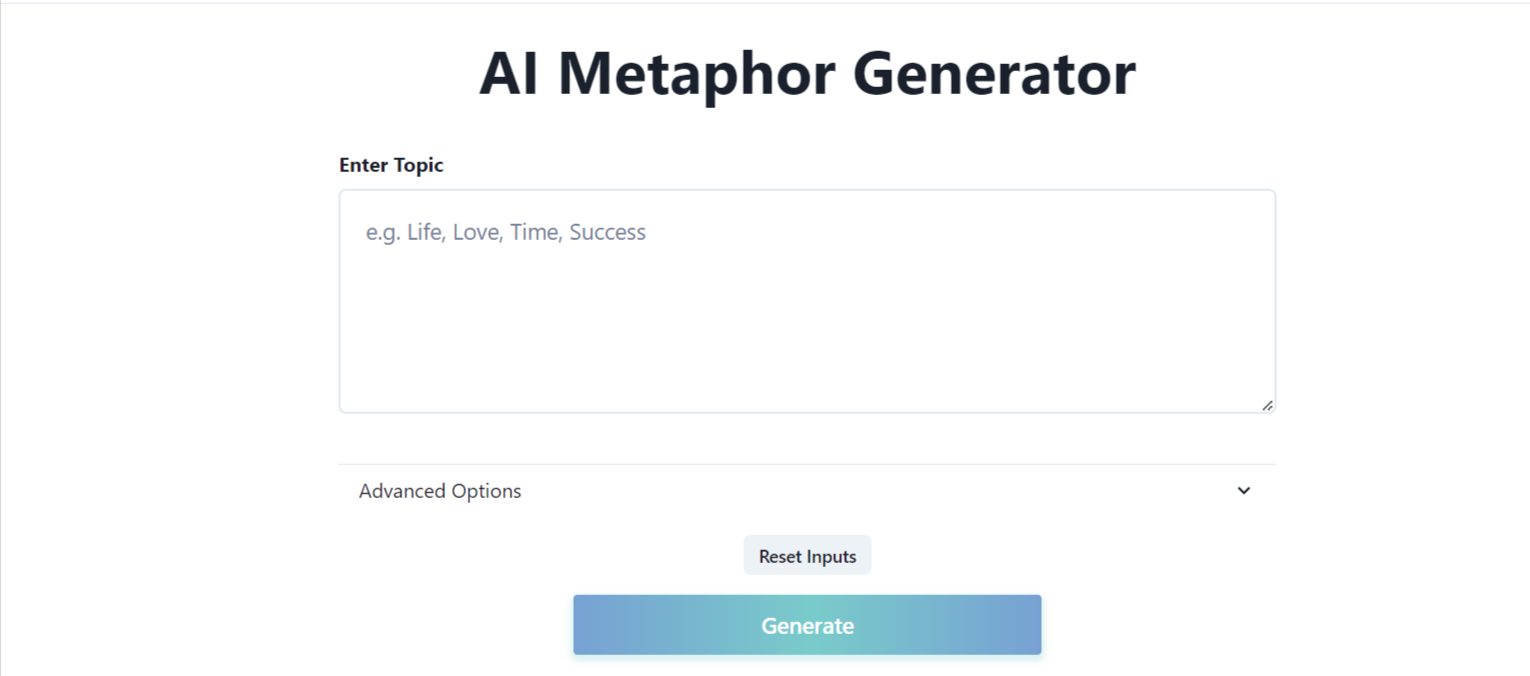 AI Metaphor Generator
Enter Topic
e.g. Life, Love, Time, Success
Advanced Options
Reset Inputs
Generate